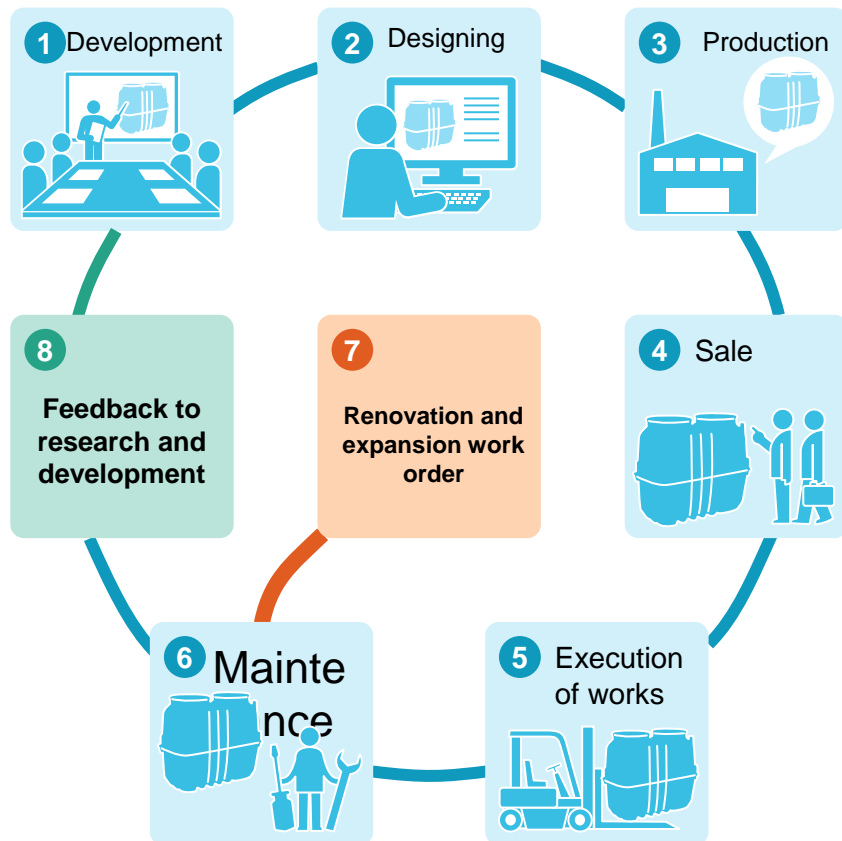 1 Development
2 Designing
3 Production
4 Sale
5 Execution
of works
6 Mainte
nce
7
Renovation and
expansion work
order
8
Feedback to
research and
development